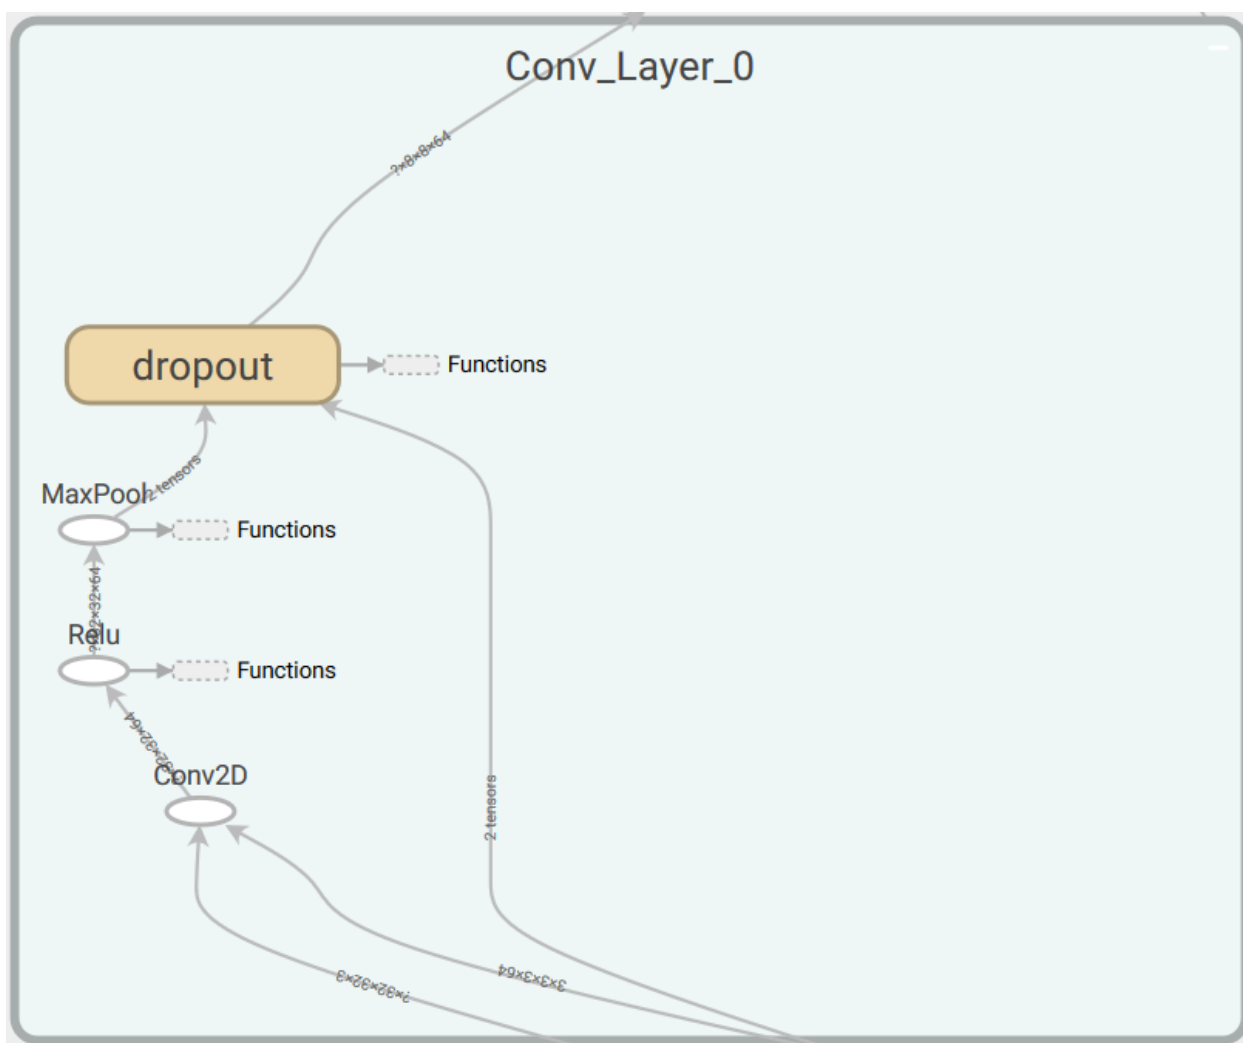 Conv_Layer_0
?×8×8×64
dropout
Functions
2 tensors
MaxPool
Functions
?×32×32×64
Relu
Functions
?×32×32×64
Conv2D
2 tensors
3×3×3×64
?×32×32×3